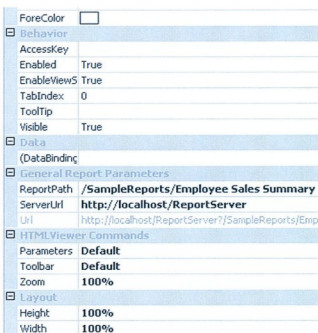 ForeColor
Behavior
AccessKey
Enabled True
EnableViewS True
TabIndex 0
ToolTip
Visible True
Data
(DataBinding
General Report Parameters
ReportPath /SampleReports/Employee Sales Summary
ServerUrl http://localhost/ReportServer
Url http://localhost/ReportServer?/SampleReports/Emp
HTMLViewer Commands
Parameters Default
Toolbar Default
Zoom 100%
Layout
Height 100%
Width 100%